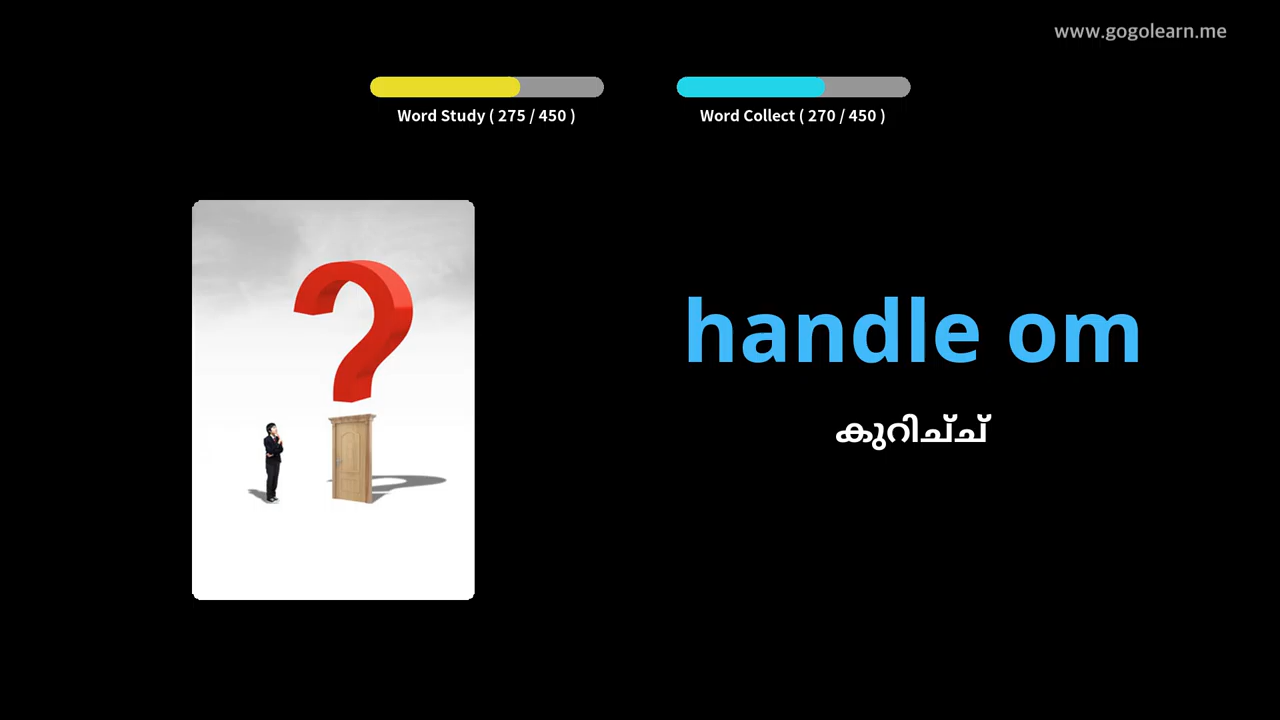 www.gogolearn.me
Word Study ( 275 / 450 )
Word Collect ( 270 / 450 )
handle om
കുറിച്ച്